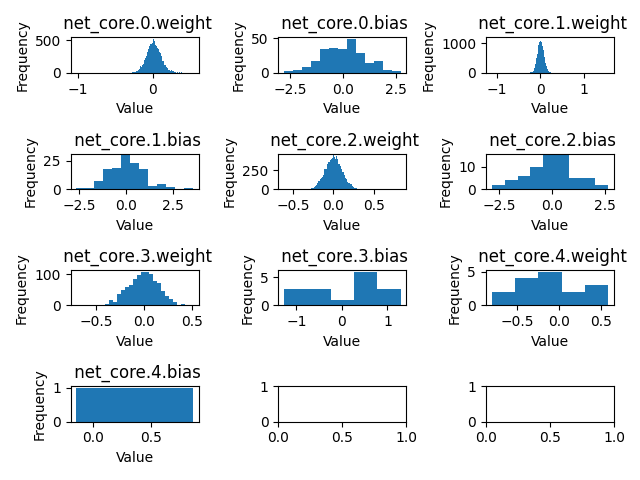 net_core.0.weight
Frequency
500
0
−1
0
Value
net_core.0.bias
Frequency
50
0
−2.5
0.0
2.5
Value
net_core.1.weight
Frequency
1000
0
−1
0
1
Value
net_core.1.bias
Frequency
25
0
−2.5
0.0
2.5
Value
net_core.2.weight
Frequency
250
0
−0.5
0.0
0.5
Value
net_core.2.bias
Frequency
10
0
−2.5
0.0
2.5
Value
net_core.3.weight
Frequency
100
0
−0.5
0.0
0.5
Value
net_core.3.bias
Frequency
5
0
−1
0
1
Value
net_core.4.weight
Frequency
5
0
−0.5
0.0
0.5
Value
net_core.4.bias
Frequency
1
0
0.0
0.5
Value
1
0
0.0
0.5
1.0
1
0
0.0
0.5
1.0